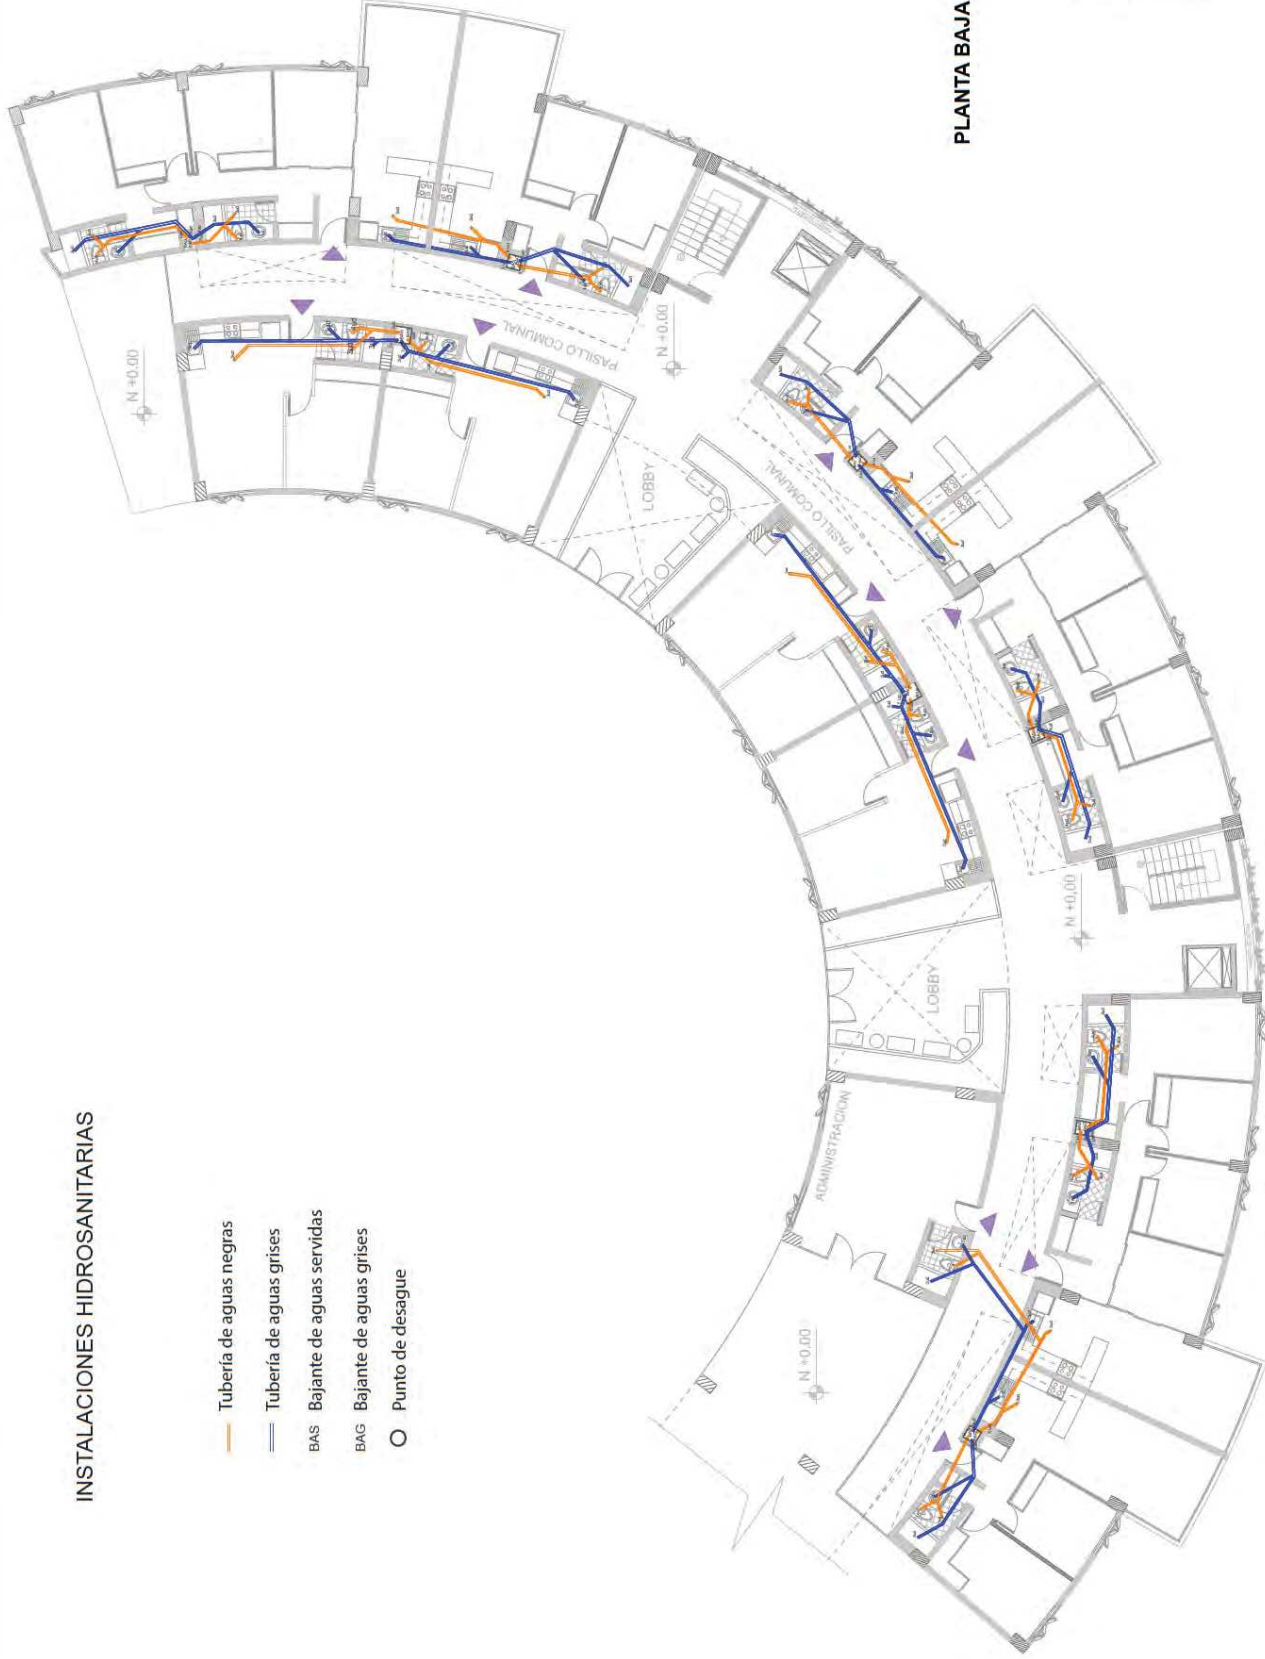 INSTALACIONES HIDROSANITARIAS
Tubería de aguas negras
Tubería de aguas grises
BAS Bajante de aguas servidas
BAG Bajante de aguas grises
Punto de desague
PLANTA BAJA
N +0.00
PASILLO COMUNAL
N +0.00
LOBBY
PASILLO COMUNAL
N +0,00
LOBBY
ADMINISTRACION
N +0.00